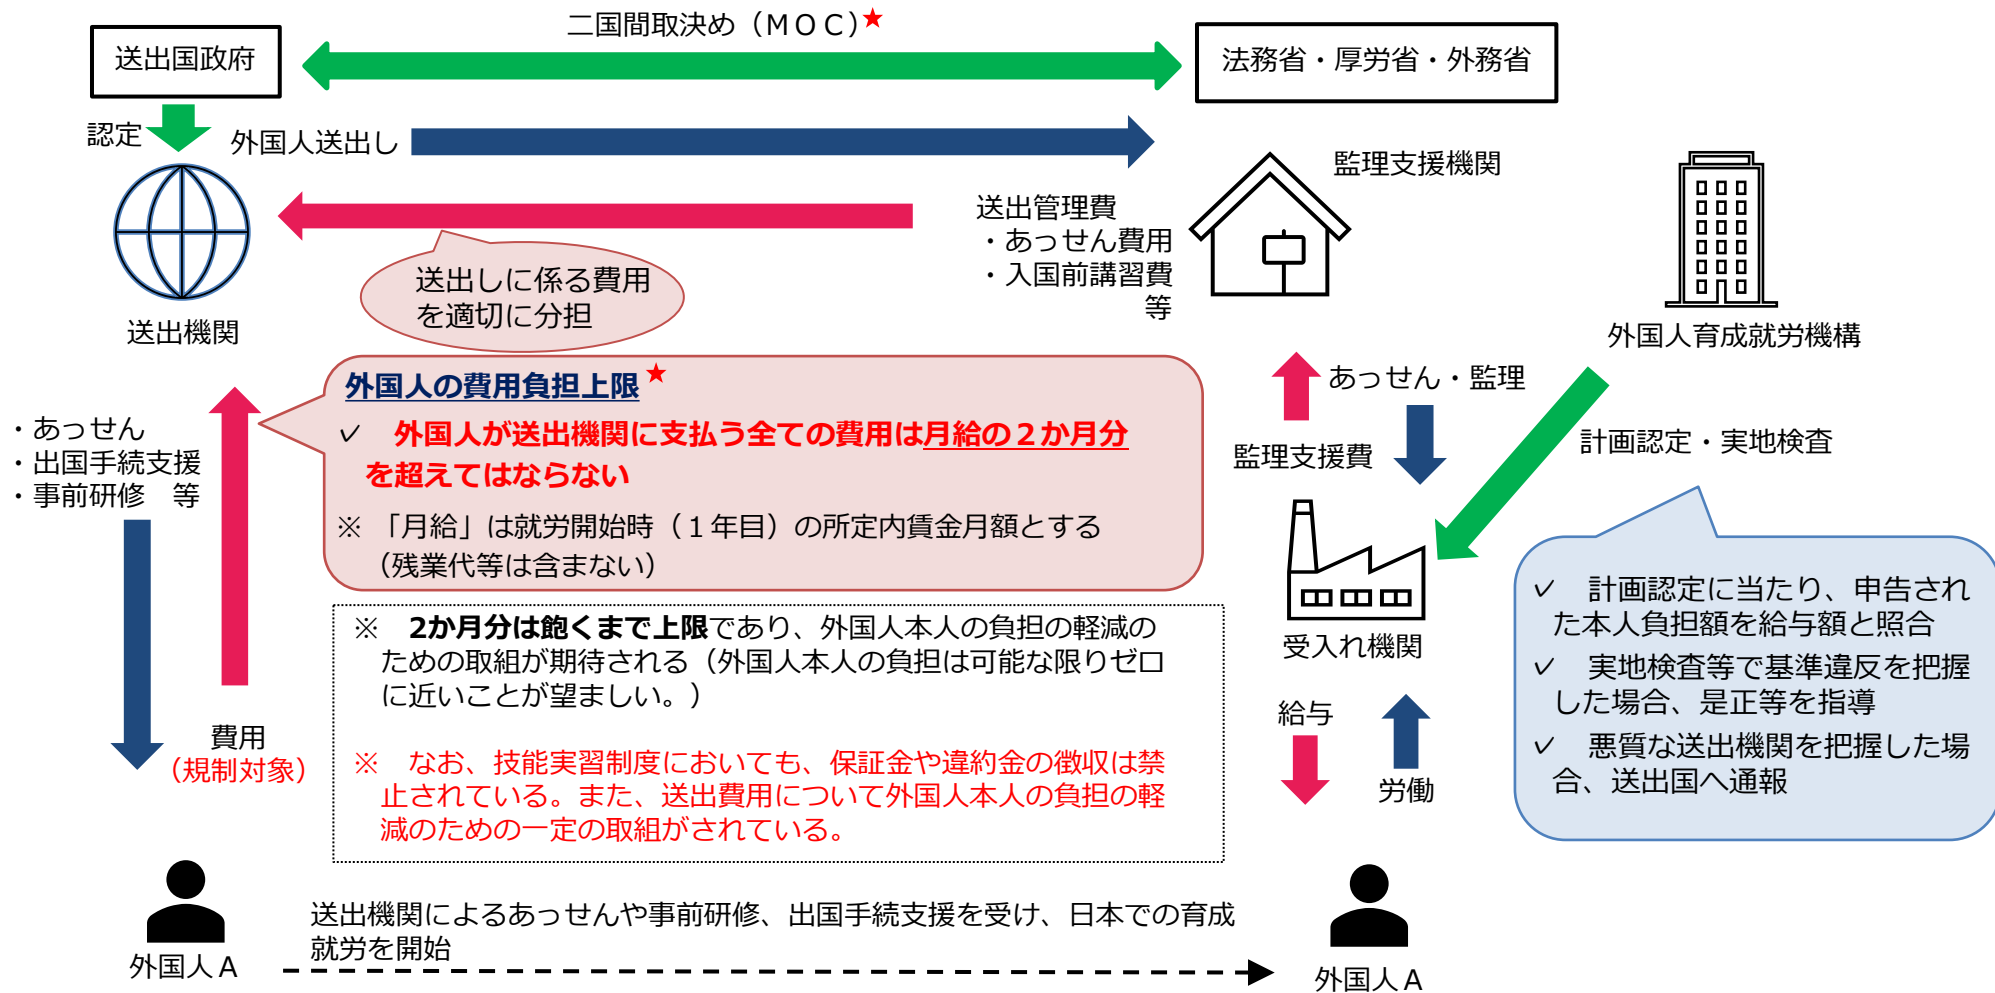 二国間取決め（ＭＯＣ）★
送出国政府
法務省・厚労省・外務省
認定
外国人送出し
監理支援機関
送出管理費
・あっせん費用
・入国前講習費
等
送出しに係る費用
を適切に分担
送出機関
外国人育成就労機構
外国人の費用負担上限★
✓　外国人が送出機関に支払う全ての費用は月給の２か月分
を超えてはならない
※ 「月給」は就労開始時（１年目）の所定内賃金月額とする
（残業代等は含まない）
・あっせん
・出国手続支援
・事前研修　等
あっせん・監理
監理支援費
計画認定・実地検査
受入れ機関
※　2か月分は飽くまで上限であり、外国人本人の負担の軽減の
ための取組が期待される（外国人本人の負担は可能な限りゼロ
に近いことが望ましい。）
※　なお、技能実習制度においても、保証金や違約金の徴収は禁
止されている。また、送出費用について外国人本人の負担の軽
減のための一定の取組がされている。
✓　計画認定に当たり、申告され
た本人負担額を給与額と照合
✓　実地検査等で基準違反を把握
した場合、是正等を指導
✓　悪質な送出機関を把握した場
合、送出国へ通報
費用
（規制対象）
給与
労働
送出機関によるあっせんや事前研修、出国手続支援を受け、日本での育成
就労を開始
外国人Ａ
外国人Ａ